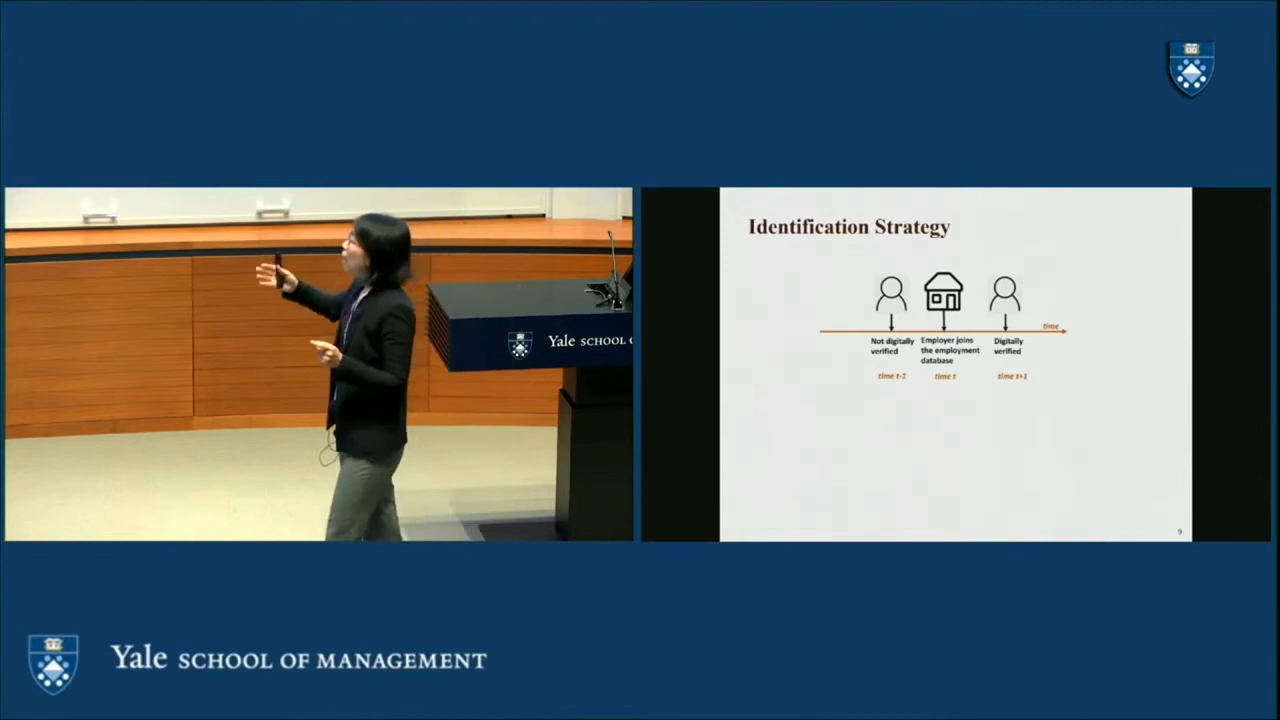 Identification Strategy
time
Not digitally
verified
Employer joins
the employment
database
Digitally
verified
time t-1
time t
time t+1
9
Yale SCHOOL O
Yale SCHOOL OF MANAGEMENT